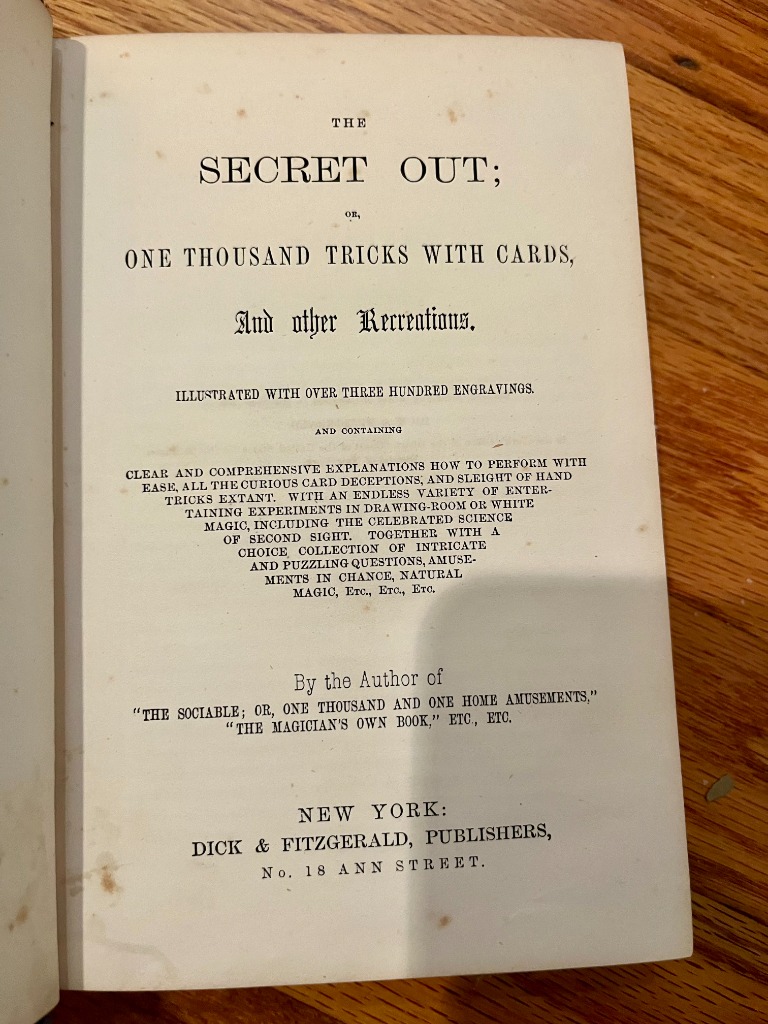 THE
SECRET OUT;
OR,
ONE THOUSAND TRICKS WITH CARDS,
And other Recreations.
ILLUSTRATED WITH OVER THREE HUNDRED ENGRAVINGS.
AND CONTAINING
CLEAR AND COMPREHENSIVE EXPLANATIONS HOW TO PERFORM WITH
EASE, ALL THE CURIOUS CARD DECEPTIONS, AND SLEIGHT OF HAND
TRICKS EXTANT. WITH AN ENDLESS VARIETY OF ENTER-
TAINING EXPERIMENTS IN DRAWING-ROOM OR WHITE
MAGIC, INCLUDING THE CELEBRATED SCIENCE
OF SECOND SIGHT. TOGETHER WITH A
CHOICE COLLECTION OF INTRICATE
AND PUZZLING QUESTIONS, AMUSE-
MENTS IN CHANCE, NATURAL
MAGIC, ETC., ETC., ETC.
By the Author of
"THE SOCIABLE; OR, ONE THOUSAND AND ONE HOME AMUSEMENTS,"
"THE MAGICIAN'S OWN BOOK," ETC., ETC.
NEW YORK:
DICK & FITZGERALD, PUBLISHERS,
No. 18 ANN STREET.